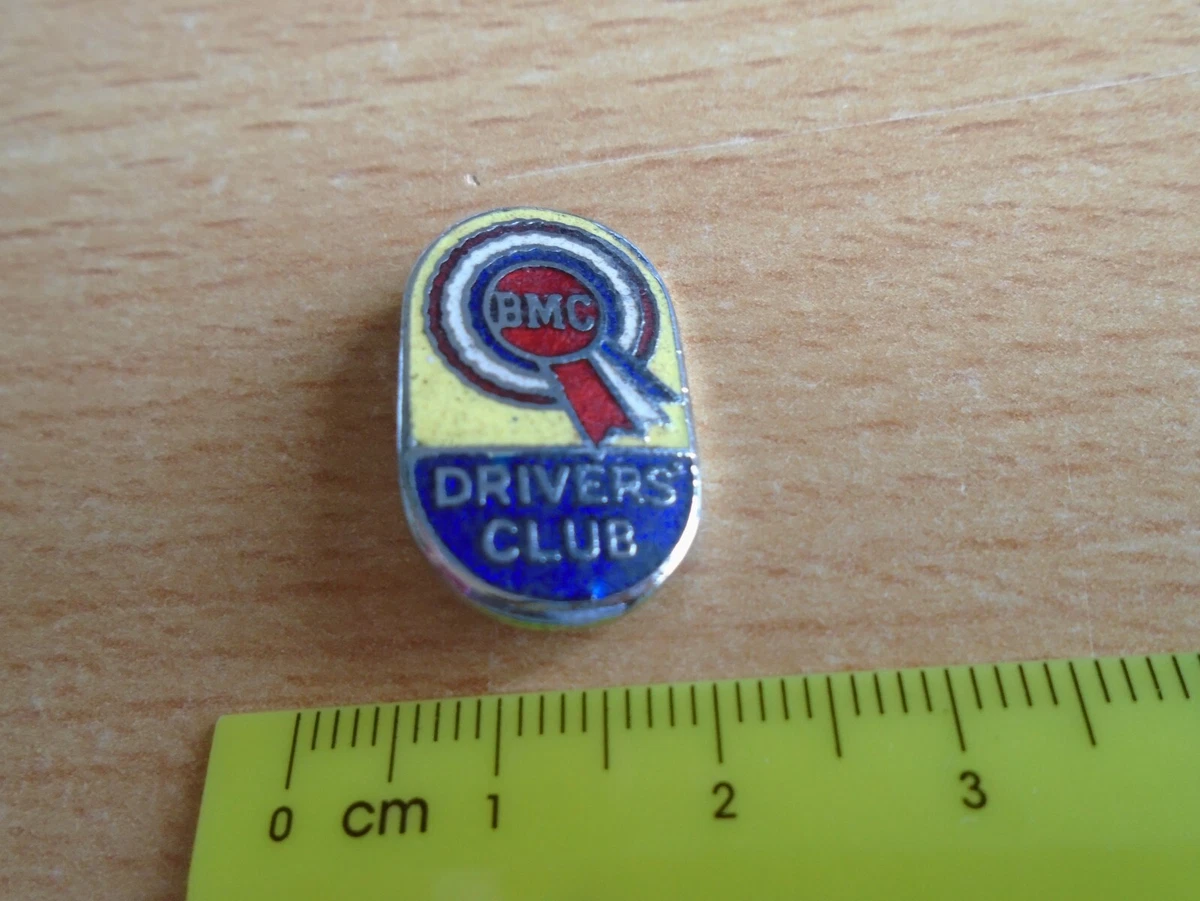 BMC
DRIVERS'
CLUB
0 cm 1 2 3